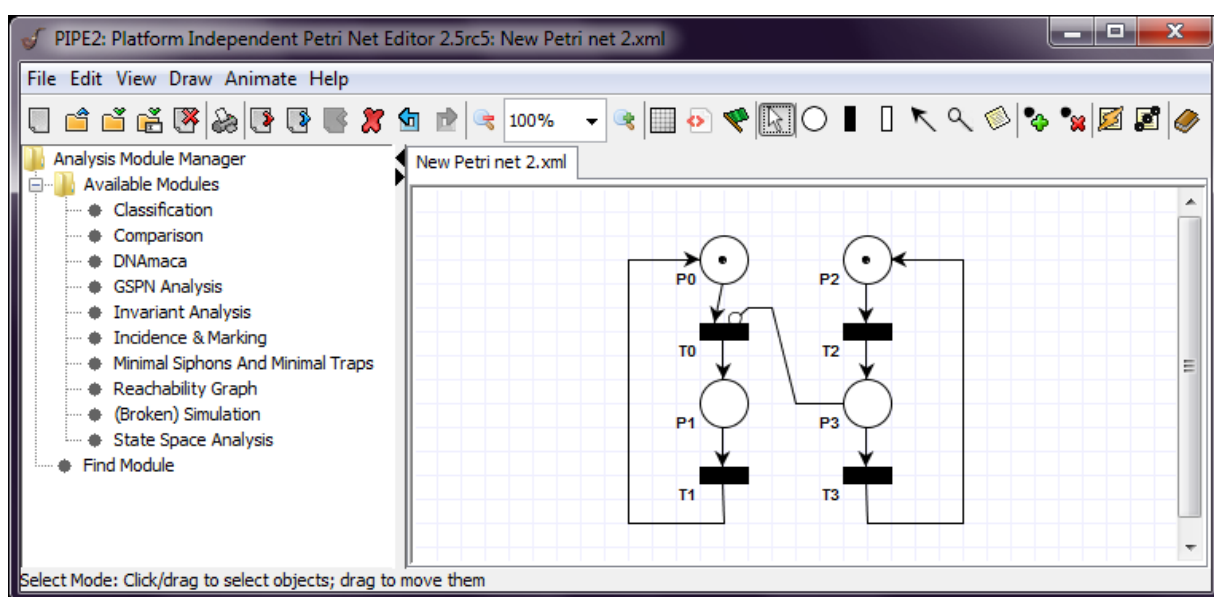 PIPE2: Platform Independent Petri Net Editor 2.5rc5: New Petri net 2.xml
File Edit View Draw Animate Help
100%
Analysis Module Manager
Available Modules
Classification
Comparison
DNAmaca
GSPN Analysis
Invariant Analysis
Incidence & Marking
Minimal Siphons And Minimal Traps
Reachability Graph
(Broken) Simulation
State Space Analysis
Find Module
New Petri net 2.xml
P0 P2
T0 T2
P1 P3
T1 T3
Select Mode: Click/drag to select objects; drag to move them